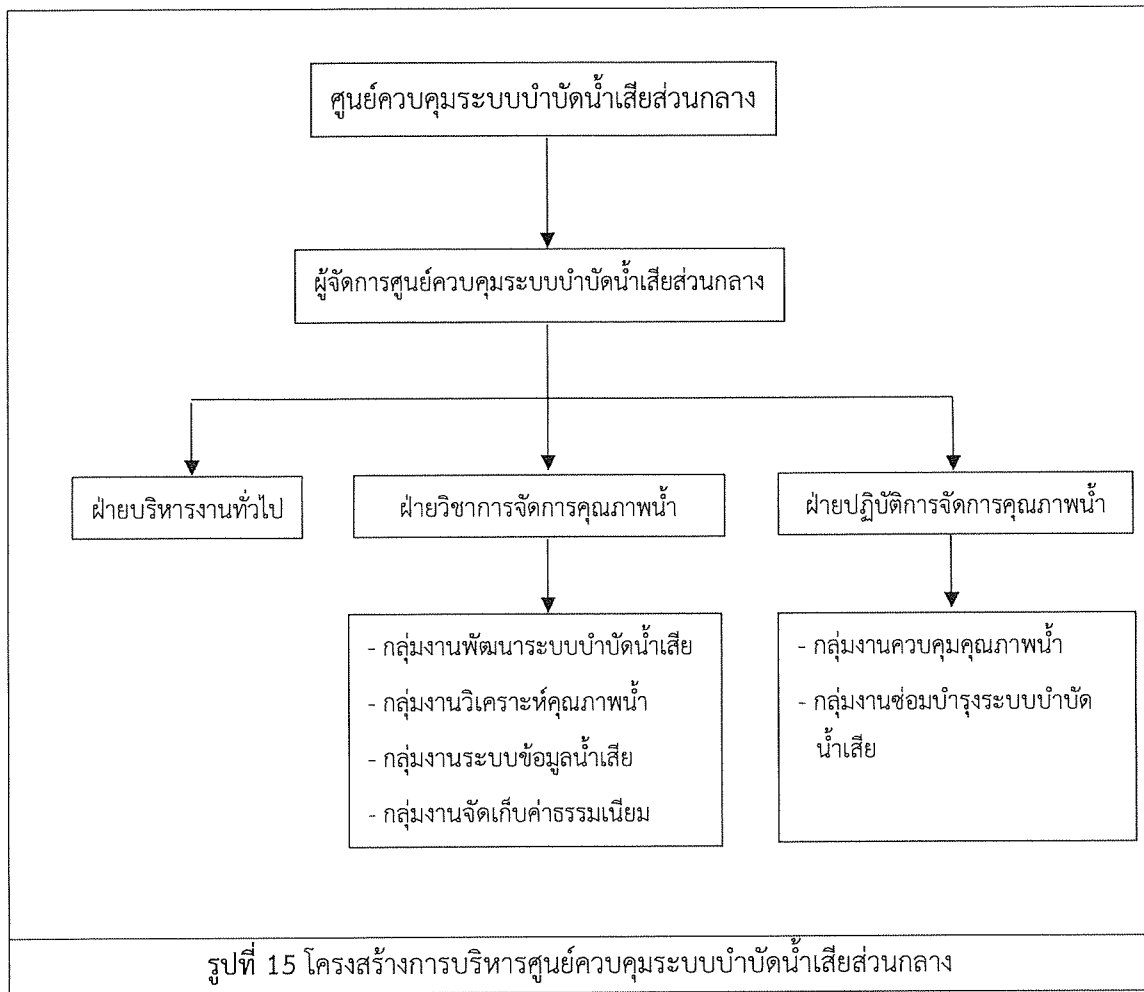 ศูนย์ควบคุมระบบบำบัดน้ำเสียส่วนกลาง
ผู้จัดการศูนย์ควบคุมระบบบำบัดน้ำเสียส่วนกลาง
ฝ่ายบริหารงานทั่วไป
ฝ่ายวิชาการจัดการคุณภาพน้ำ
ฝ่ายปฏิบัติการจัดการคุณภาพน้ำ
- กลุ่มงานพัฒนาระบบบำบัดน้ำเสีย
- กลุ่มงานวิเคราะห์คุณภาพน้ำ
- กลุ่มงานระบบข้อมูลน้ำเสีย
- กลุ่มงานจัดเก็บค่าธรรมเนียม
- กลุ่มงานควบคุมคุณภาพน้ำ
- กลุ่มงานซ่อมบำรุงระบบบำบัด
น้ำเสีย
รูปที่ 15 โครงสร้างการบริหารศูนย์ควบคุมระบบบำบัดน้ำเสียส่วนกลาง